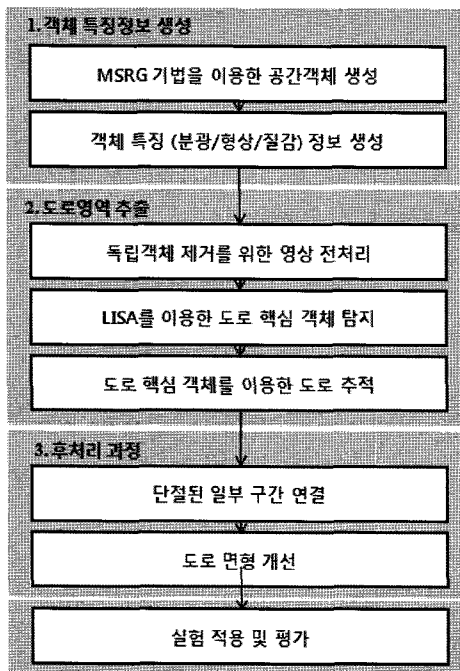 1.객체 특징정보 생성
MSRG 기법을 이용한 공간객체 생성
객체 특징 (분광/형상/질감) 정보 생성
2.도로영역 추출
독립객체 제거를 위한 영상 전처리
LISA를 이용한 도로 핵심 객체 탐지
도로 핵심 객체를 이용한 도로 추적
3.후처리 과정
단절된 일부 구간 연결
도로 면형 개선
실험 적용 및 평가